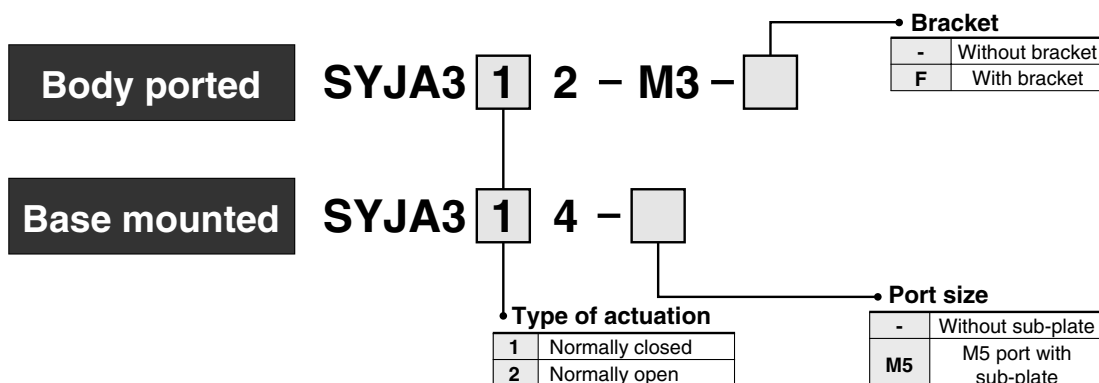 Bracket
- Without bracket
F With bracket
Body ported SYJA3 1 2 – M3 –
Base mounted SYJA3 1 4 –
Type of actuation
1 Normally closed
2 Normally open
Port size
- Without sub-plate
M5 M5 port with
sub-plate